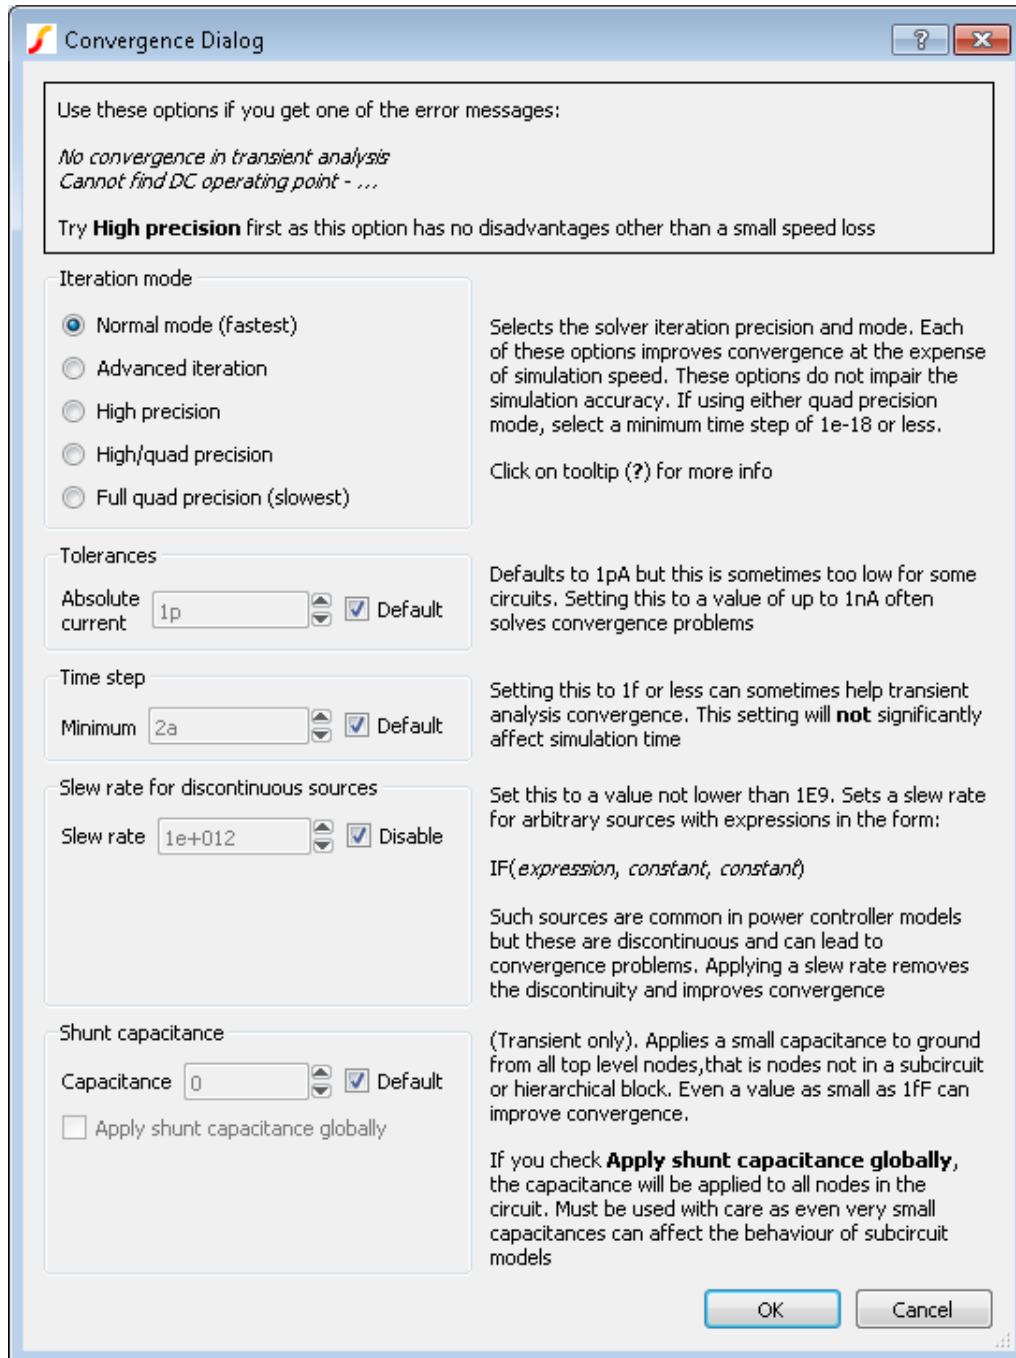 Convergence Dialog
Use these options if you get one of the error messages:
No convergence in transient analysis
Cannot find DC operating point - ...
Try High precision first as this option has no disadvantages other than a small speed loss
Iteration mode
Normal mode (fastest)
Advanced iteration
High precision
High/quad precision
Full quad precision (slowest)
Selects the solver iteration precision and mode. Each
of these options improves convergence at the expense
of simulation speed. These options do not impair the
simulation accuracy. If using either quad precision
mode, select a minimum time step of 1e-18 or less.
Click on tooltip (?) for more info
Tolerances
Absolute
current
1p
Default
Defaults to 1pA but this is sometimes too low for some
circuits. Setting this to a value of up to 1nA often
solves convergence problems
Time step
Minimum
2a
Default
Setting this to 1f or less can sometimes help transient
analysis convergence. This setting will not significantly
affect simulation time
Slew rate for discontinuous sources
Slew rate
1e+012
Disable
Set this to a value not lower than 1E9. Sets a slew rate
for arbitrary sources with expressions in the form:
IF(expression, constant, constant)
Such sources are common in power controller models
but these are discontinuous and can lead to
convergence problems. Applying a slew rate removes
the discontinuity and improves convergence
Shunt capacitance
Capacitance
0
Default
Apply shunt capacitance globally
(Transient only). Applies a small capacitance to ground
from all top level nodes,that is nodes not in a subcircuit
or hierarchical block. Even a value as small as 1fF can
improve convergence.
If you check Apply shunt capacitance globally,
the capacitance will be applied to all nodes in the
circuit. Must be used with care as even very small
capacitances can affect the behaviour of subcircuit
models
OK
Cancel